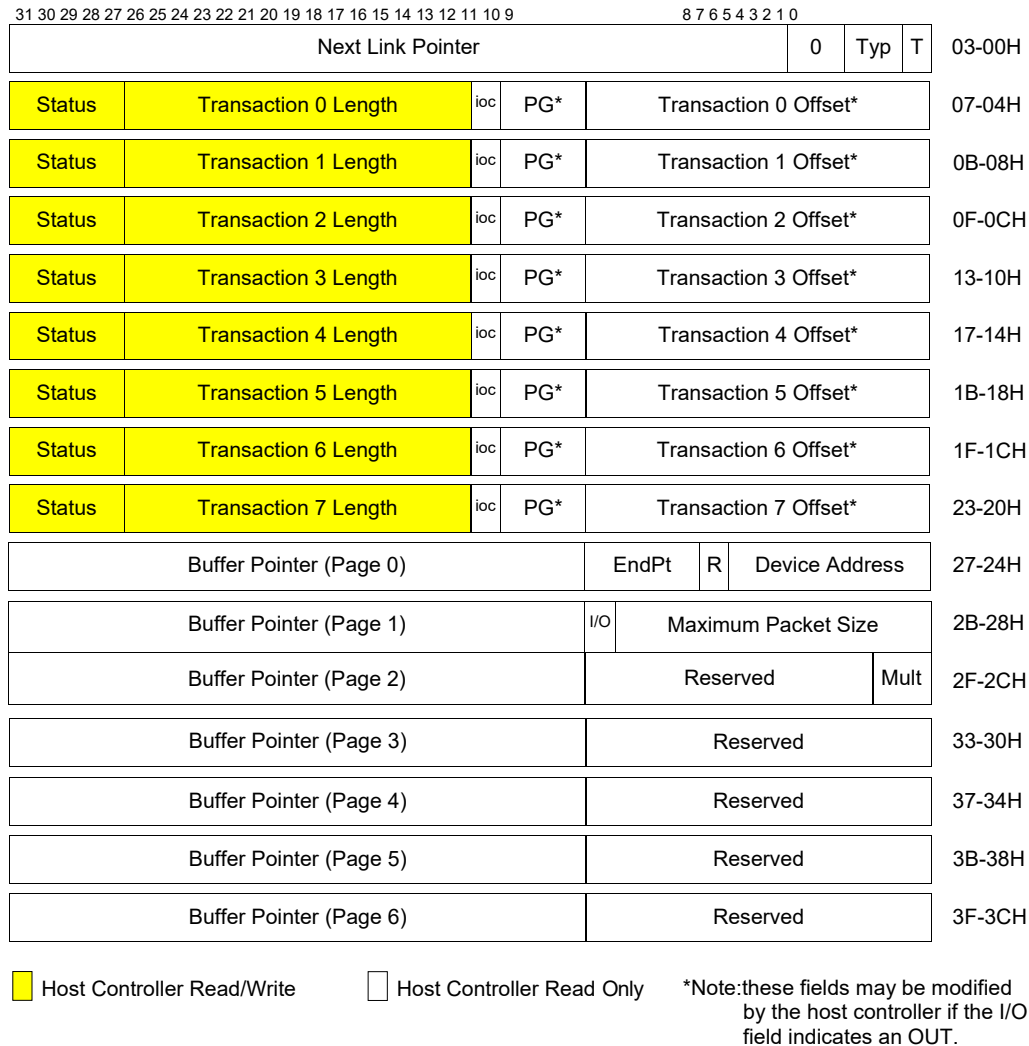 31 30 29 28 27 26 25 24 23 22 21 20 19 18 17 16 15 14 13 12 11 10 9 8 7 6 5 4 3 2 1 0
Next Link Pointer 0 Typ T 03-00H
Status Transaction 0 Length ioc PG* Transaction 0 Offset* 07-04H
Status Transaction 1 Length ioc PG* Transaction 1 Offset* 0B-08H
Status Transaction 2 Length ioc PG* Transaction 2 Offset* 0F-0CH
Status Transaction 3 Length ioc PG* Transaction 3 Offset* 13-10H
Status Transaction 4 Length ioc PG* Transaction 4 Offset* 17-14H
Status Transaction 5 Length ioc PG* Transaction 5 Offset* 1B-18H
Status Transaction 6 Length ioc PG* Transaction 6 Offset* 1F-1CH
Status Transaction 7 Length ioc PG* Transaction 7 Offset* 23-20H
Buffer Pointer (Page 0) EndPt R Device Address 27-24H
Buffer Pointer (Page 1) I/O Maximum Packet Size 2B-28H
Buffer Pointer (Page 2) Reserved Mult 2F-2CH
Buffer Pointer (Page 3) Reserved 33-30H
Buffer Pointer (Page 4) Reserved 37-34H
Buffer Pointer (Page 5) Reserved 3B-38H
Buffer Pointer (Page 6) Reserved 3F-3CH
Host Controller Read/Write Host Controller Read Only *Note:these fields may be modified
by the host controller if the I/O
field indicates an OUT.